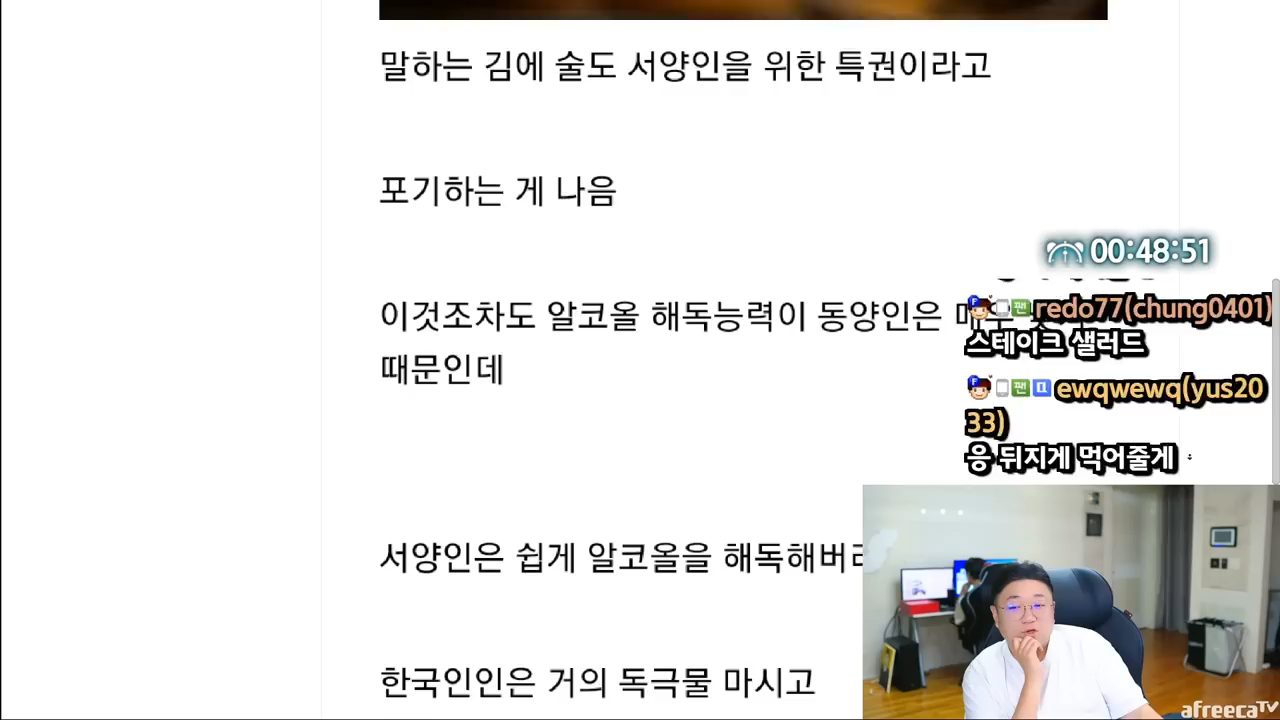 말하는 김에 술도 서양인을 위한 특권이라고
포기하는 게 나음
이것조차도 알코올 해독능력이 동양인은
때문인데
서양인은 쉽게 알코올을
한국인인은 거의 독극물 마시고
00:48:51
F 팬 redo77(chung0401)
스테이크 샐러드
F 팬 ewqwewq(yus20
33)
응 뒤지게 먹어줄게
afreecaTV